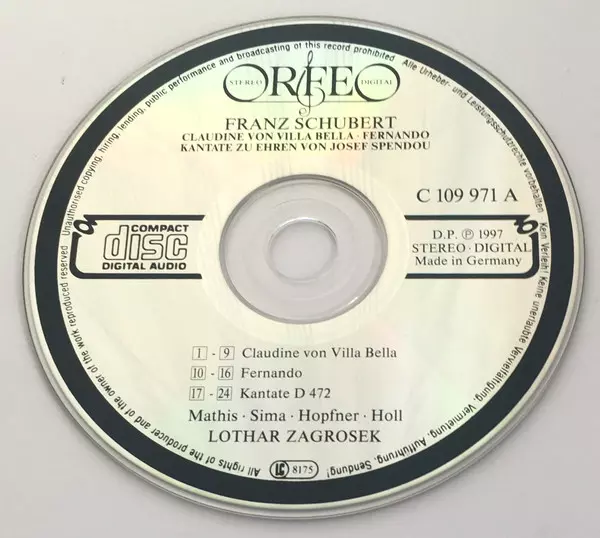 Unauthorised copying, hiring, lending, public performance and broadcasting of this record prohibited
Alle Urheber- und Leistungsschutzrechte vorbehalten
Kein Verleih! Keine unerlaubte Vervielfältigung, Vermietung, Aufführung, Sendung!
All rights of the producer and of the owner of the work reproduced reserved
STEREO ORFEO DIGITAL
FRANZ SCHUBERT
CLAUDINE VON VILLA BELLA · FERNANDO
KANTATE ZU EHREN VON JOSEF SPENDOU
C 109 971 A
COMPACT
disc
DIGITAL AUDIO
D.P. Ⓟ 1997
STEREO · DIGITAL
Made in Germany
1 - 9 Claudine von Villa Bella
10 - 16 Fernando
17 - 24 Kantate D 472
Mathis · Sima · Hopfner · Holl
LOTHAR ZAGROSEK
LC 8175